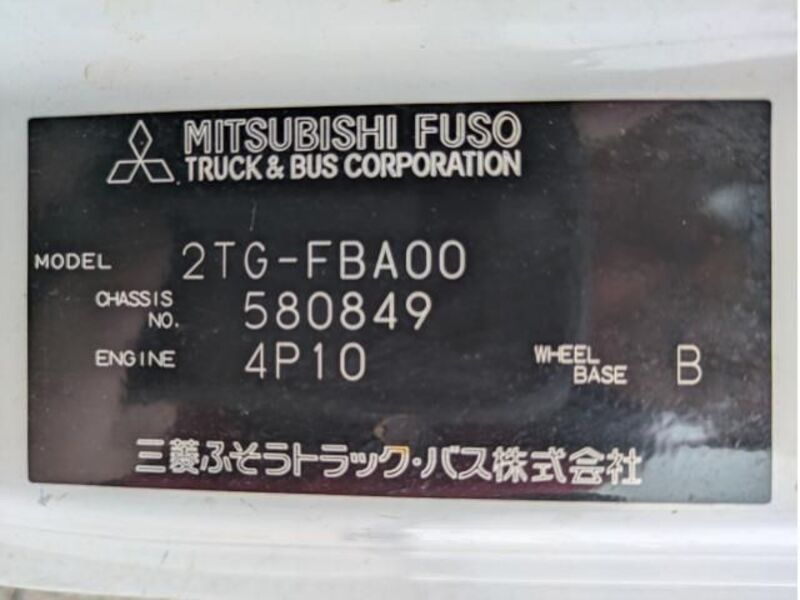 MITSUBISHI FUSO
TRUCK & BUS CORPORATION
MODEL 2TG-FBA00
CHASSIS NO. 580849
ENGINE 4P10 WHEEL BASE B
三菱ふそうトラック・バス株式会社